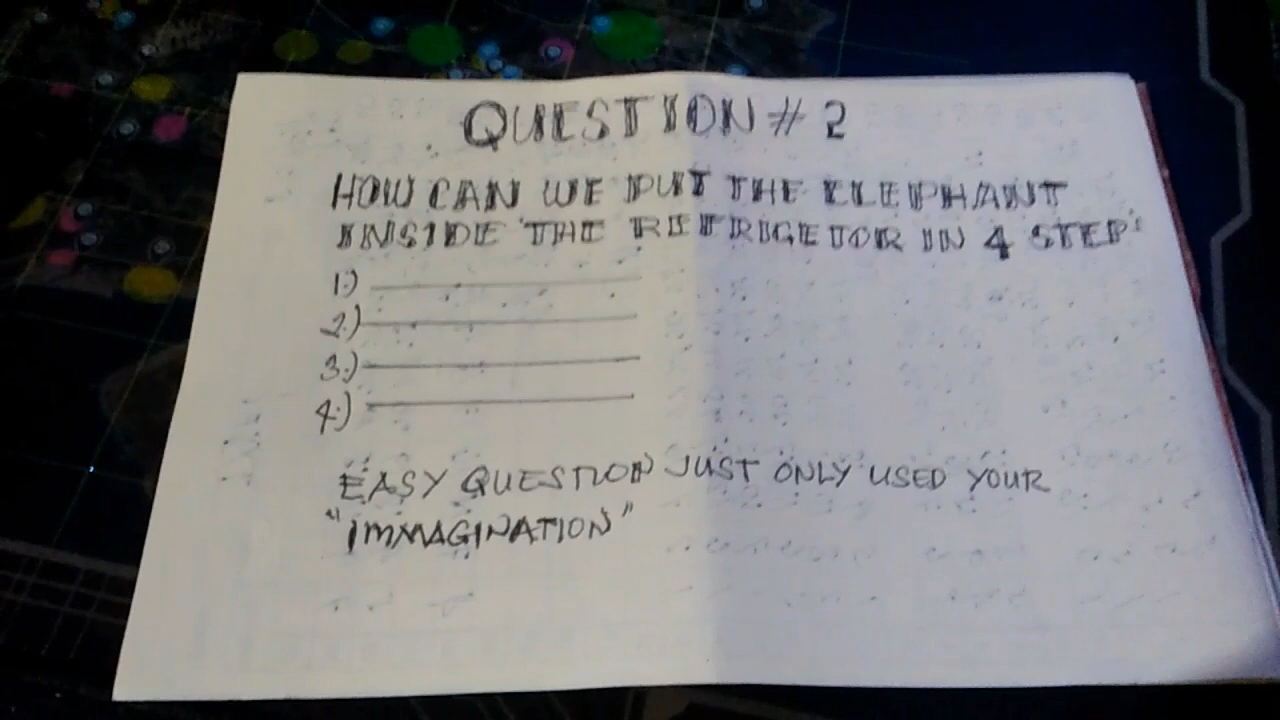 QUESTION # 2
HOW CAN WE PUT THE ELEPHANT
INSIDE THE REFRIGETOR IN 4 STEP'
1.)
2.)
3.)
4.)
EASY QUESTION JUST ONLY USED YOUR
"IMMAGINATION"